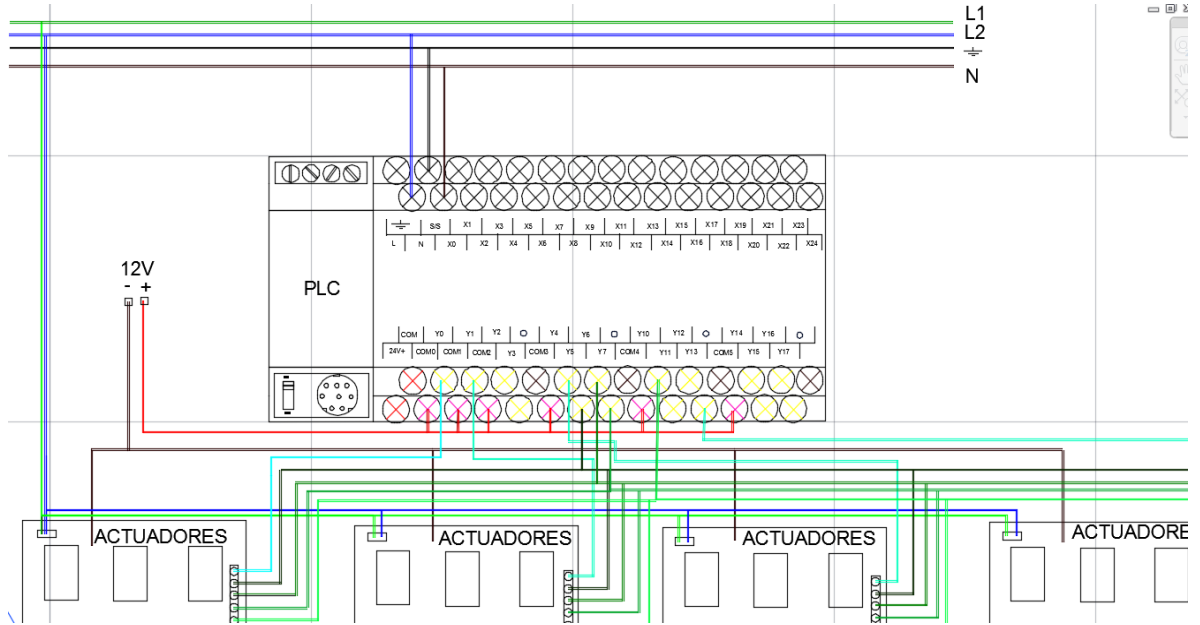 L1
L2
N
S/S X1 X3 X5 X7 X9 X11 X13 X15 X17 X19 X21 X23
L N X0 X2 X4 X6 X8 X10 X12 X14 X16 X18 X20 X22 X24
12V
- +
PLC
COM Y0 Y1 Y2 Y4 Y6 Y10 Y12 Y14 Y16
24V+ COM0 COM1 COM2 Y3 COM3 Y5 Y7 COM4 Y11 Y13 COM5 Y15 Y17
ACTUADORES ACTUADORES ACTUADORES ACTUADORE